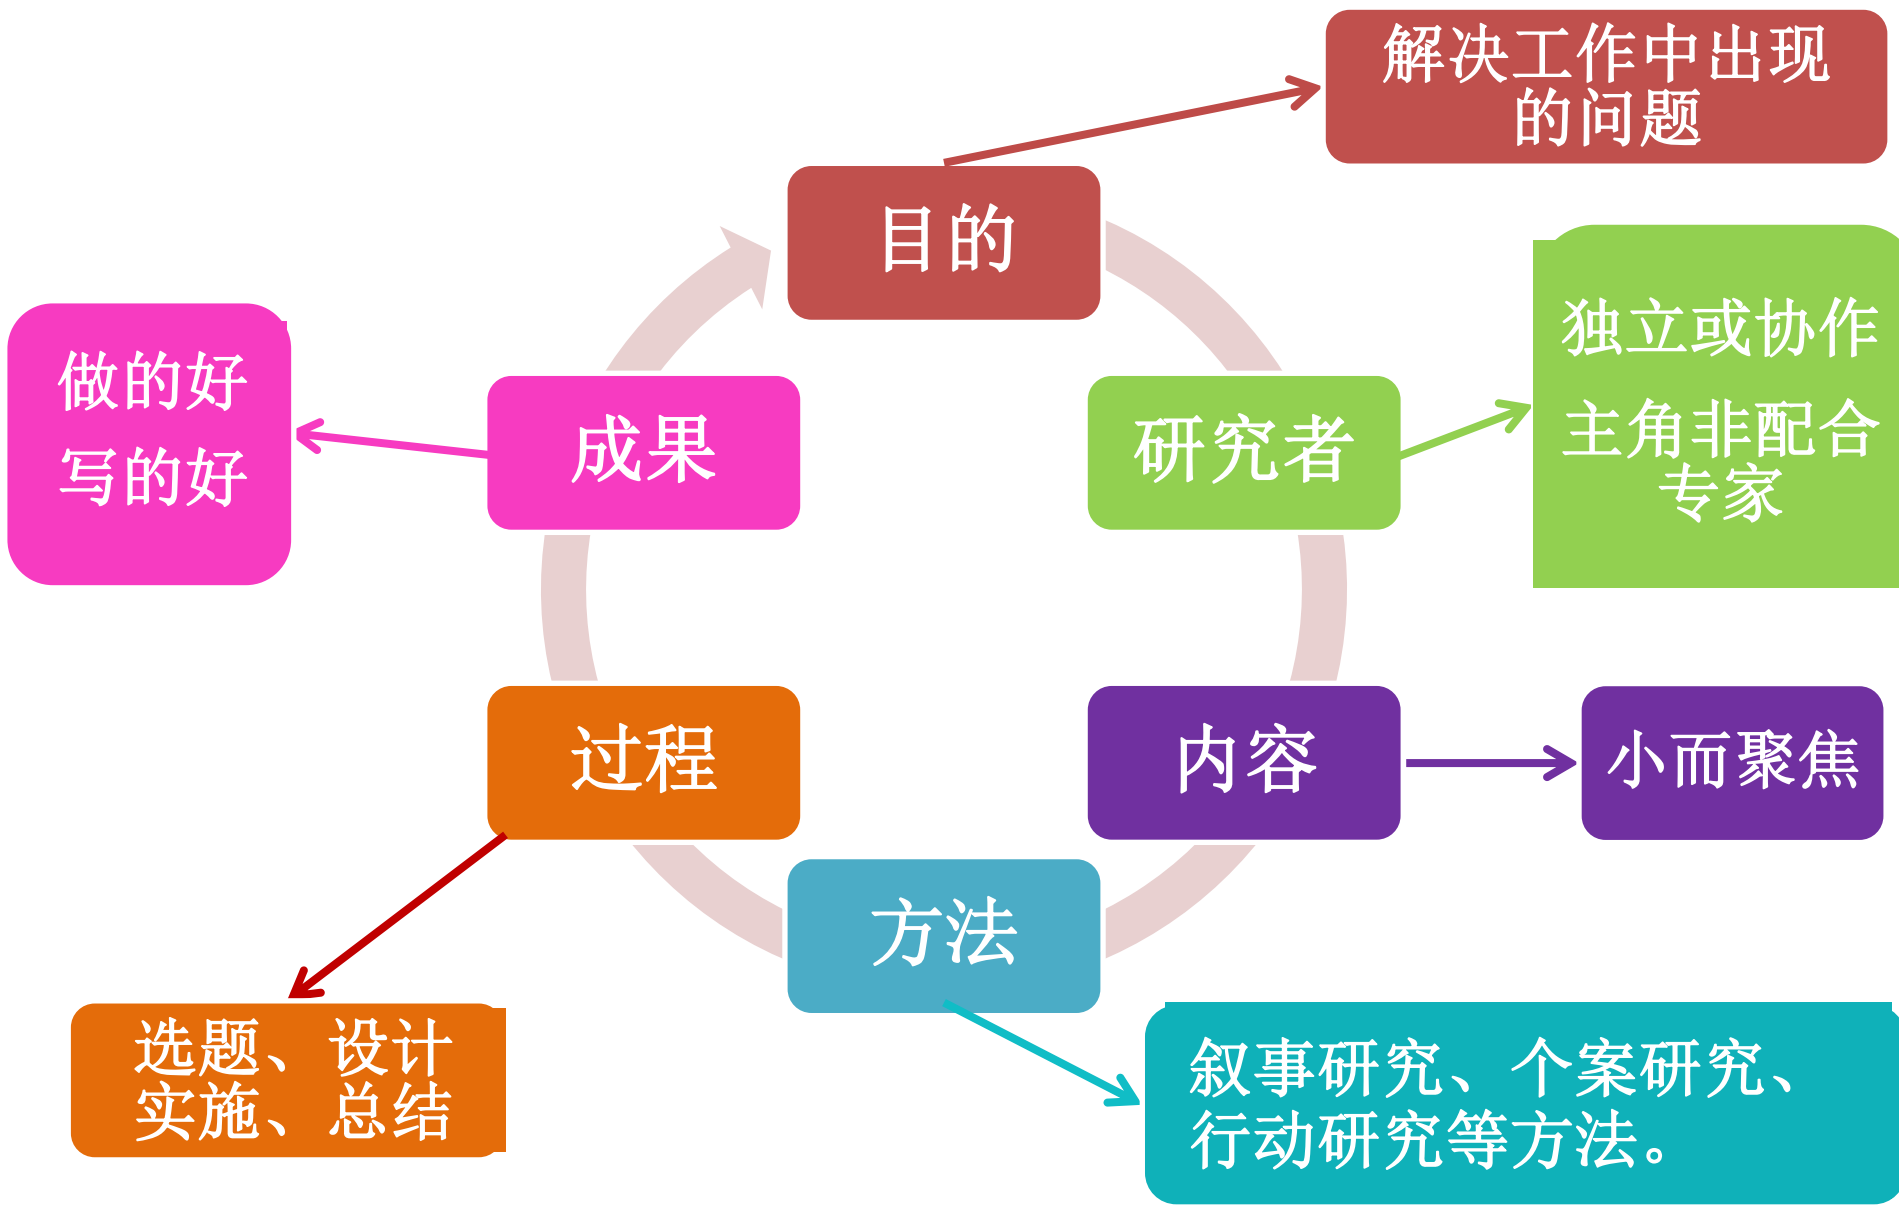 解决工作中出现
的问题
目的
独立或协作
主角非配合
专家
研究者
做的好
写的好
成果
过程
内容
小而聚焦
方法
选题、设计
实施、总结
叙事研究、个案研究、
行动研究等方法。